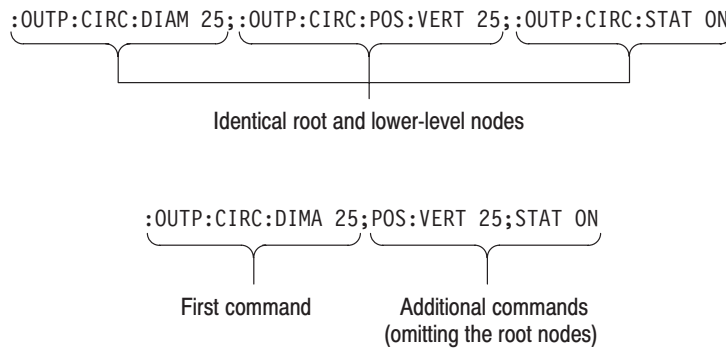 :OUTP:CIRC:DIAM 25;:OUTP:CIRC:POS:VERT 25;:OUTP:CIRC:STAT ON
Identical root and lower-level nodes
:OUTP:CIRC:DIMA 25;POS:VERT 25;STAT ON
First command
Additional commands
(omitting the root nodes)